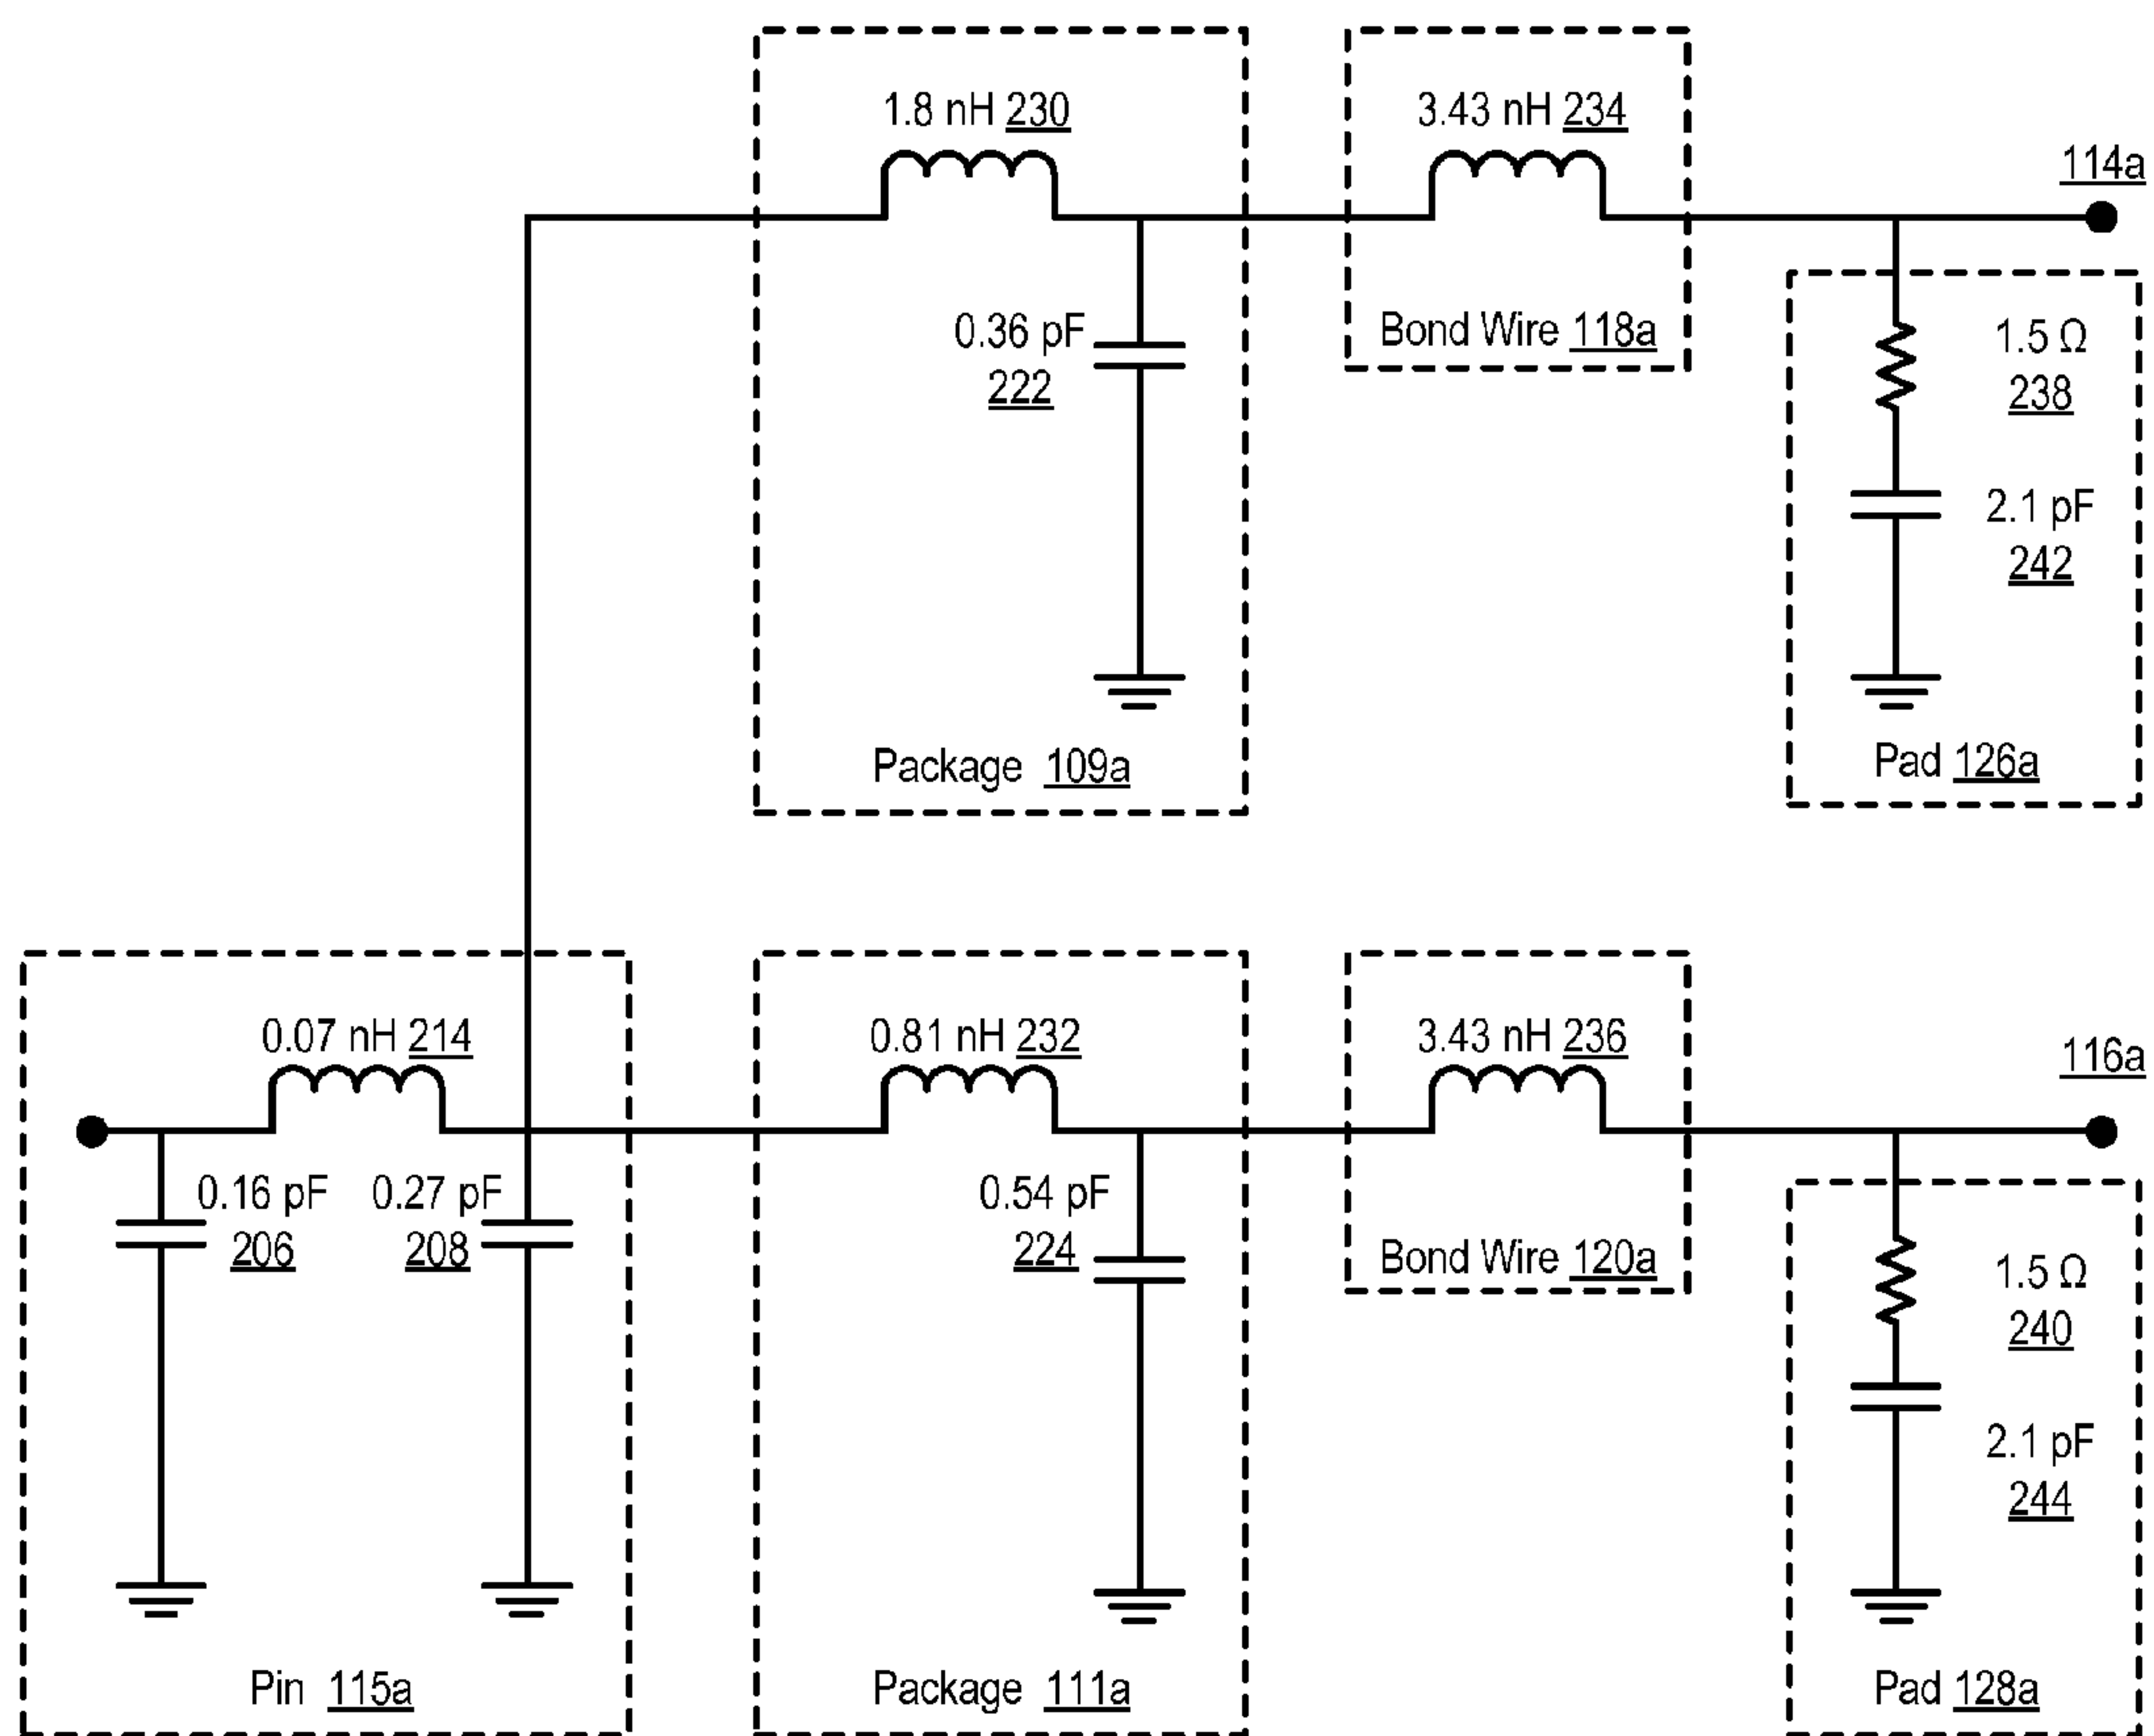 1.8 nH 230
3.43 nH 234
114a
0.36 pF
222
Bond Wire 118a
1.5 Ω
238
2.1 pF
242
Package 109a
Pad 126a
0.07 nH 214
0.81 nH 232
3.43 nH 236
116a
0.16 pF
206
0.27 pF
208
0.54 pF
224
Bond Wire 120a
1.5 Ω
240
2.1 pF
244
Pin 115a
Package 111a
Pad 128a